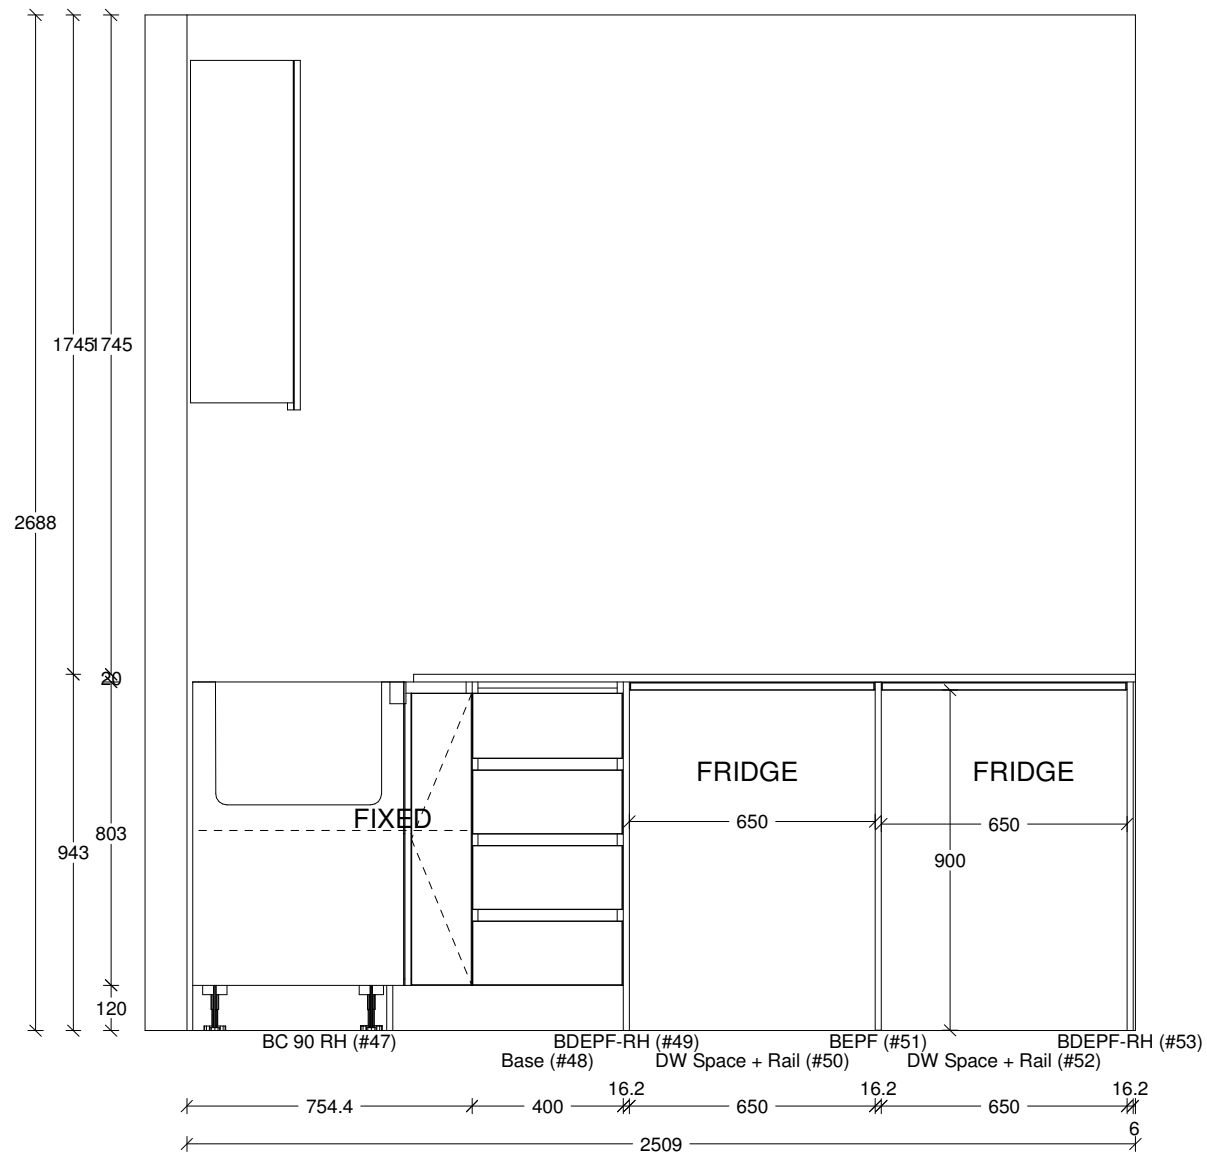 2688
1745
1745
20
FRIDGE
FRIDGE
FIXED
650
650
803
943
900
120
BC 90 RH (#47)
BDEPF-RH (#49)
BEPF (#51)
BDEPF-RH (#53)
Base (#48)
DW Space + Rail (#50)
DW Space + Rail (#52)
16.2
16.2
16.2
754.4
400
650
650
6
2509